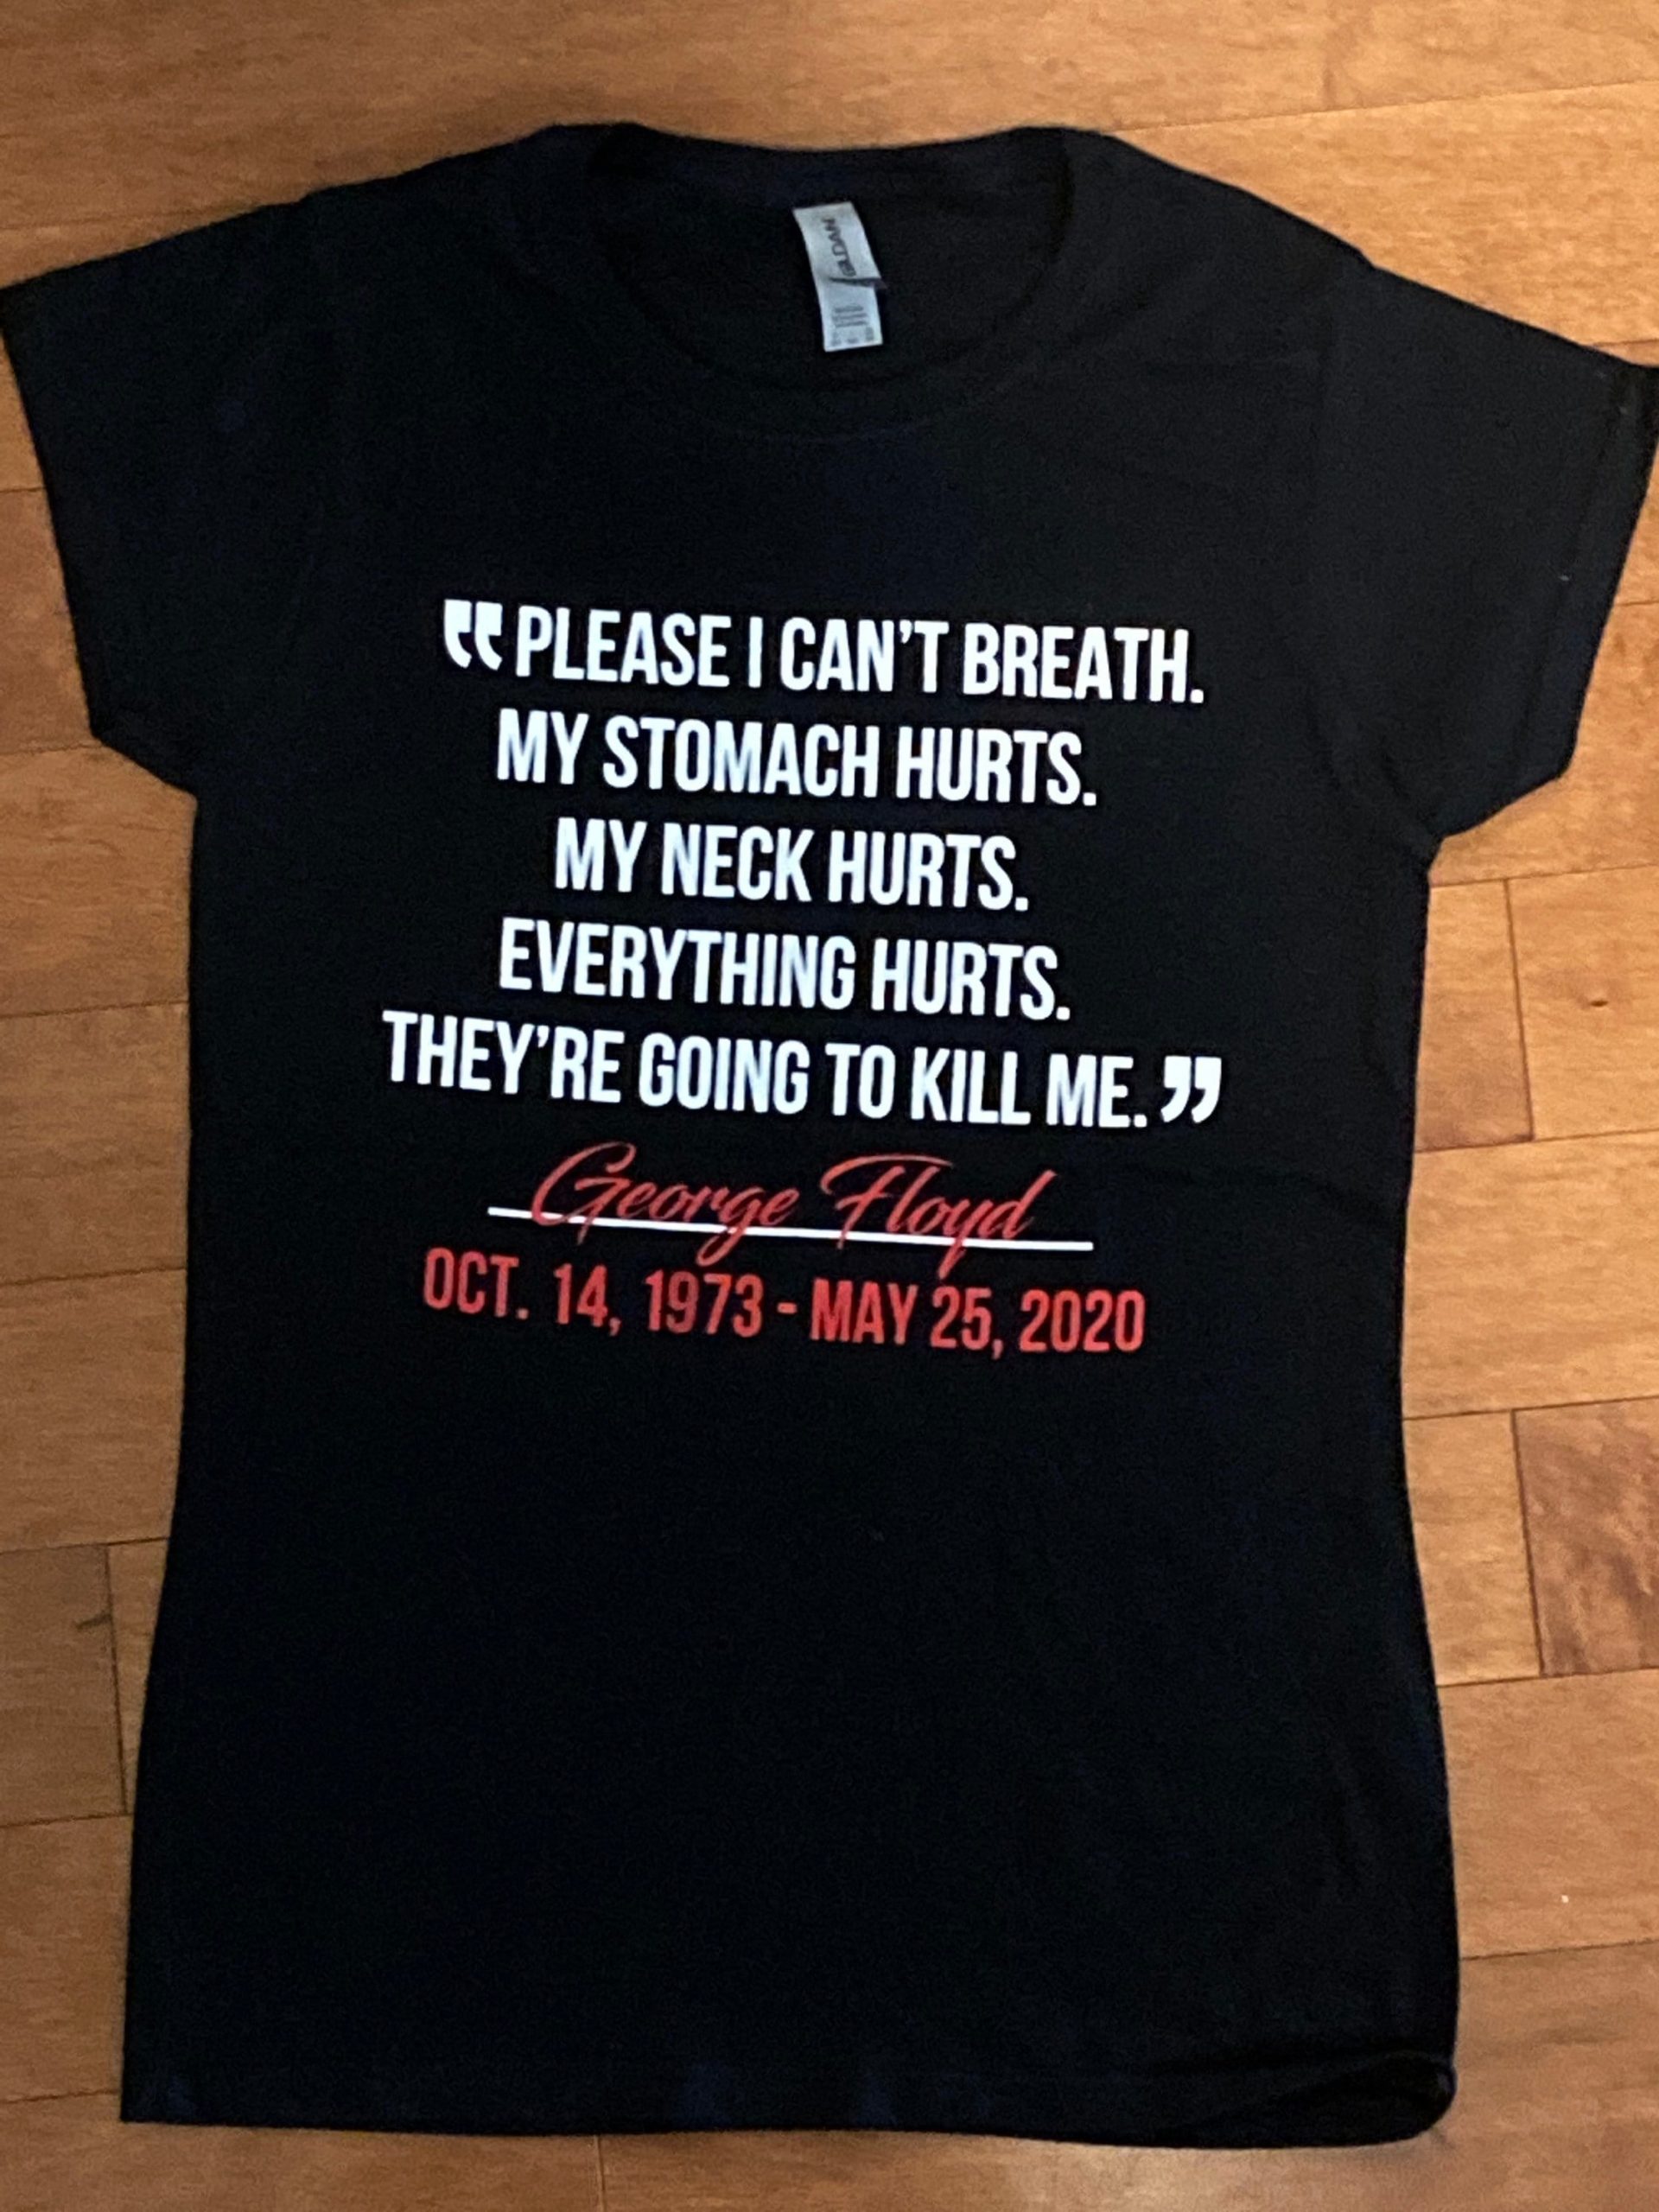 GILDAN
“PLEASE I CAN’T BREATH.
MY STOMACH HURTS.
MY NECK HURTS.
EVERYTHING HURTS.
THEY’RE GOING TO KILL ME.”
George Floyd
OCT. 14, 1973 - MAY 25, 2020